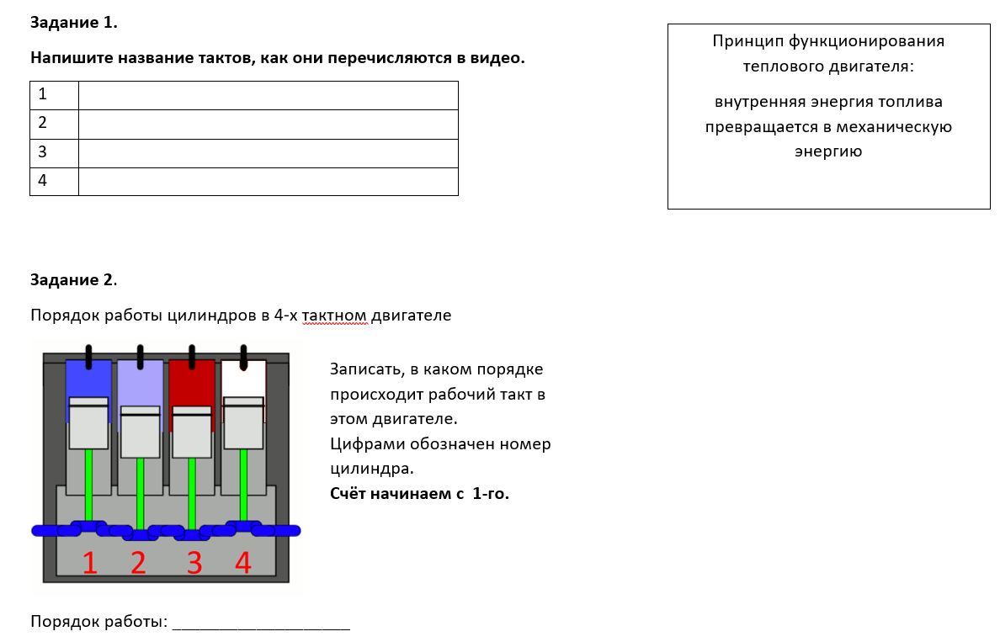 Задание 1.
Напишите название тактов, как они перечисляются в видео.
1
2
3
4
Принцип функционирования
теплового двигателя:
внутренняя энергия топлива
превращается в механическую
энергию
Задание 2.
Порядок работы цилиндров в 4-х тактном двигателе
Записать, в каком порядке
происходит рабочий такт в
этом двигателе.
Цифрами обозначен номер
цилиндра.
Счёт начинаем с 1-го.
1 2 3 4
Порядок работы: ____________________